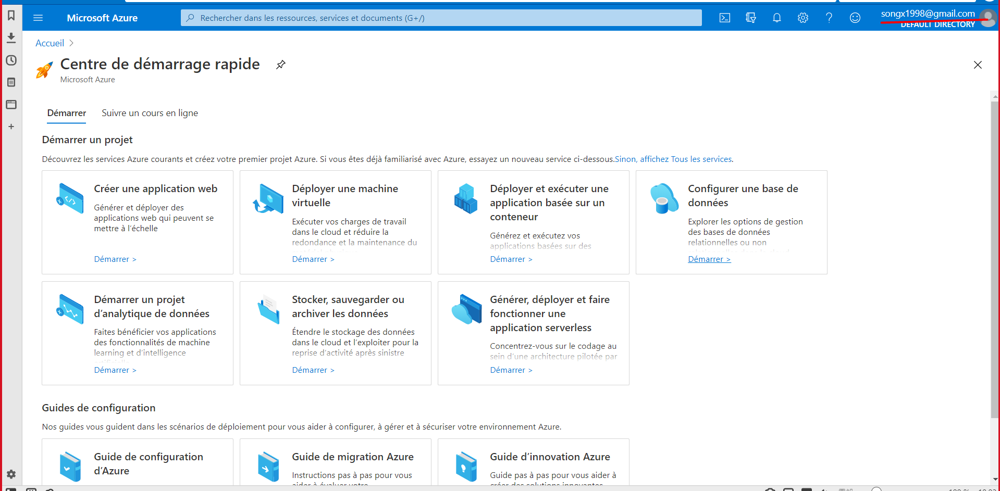 Microsoft Azure
Rechercher dans les ressources, services et documents (G+/)
songx1998@gmail.com
DEFAULT DIRECTORY
Accueil
Centre de démarrage rapide
Microsoft Azure
Démarrer
Suivre un cours en ligne
Démarrer un projet
Découvrez les services Azure courants et créez votre premier projet Azure. Si vous êtes déjà familiarisé avec Azure, essayez un nouveau service ci-dessous.Sinon, affichez Tous les services.
Créer une application web
Générer et déployer des
applications web qui peuvent se
mettre à l'échelle
Démarrer >
Déployer une machine
virtuelle
Exécuter vos charges de travail
dans le cloud et réduire la
redondance et la maintenance du
Démarrer >
Déployer et exécuter une
application basée sur un
conteneur
Générez et exécutez vos
applications basées sur des
Démarrer >
Configurer une base de
données
Explorer les options de gestion
des bases de données
relationnelles ou non
Démarrer >
Démarrer un projet
d'analytique de données
Faites bénéficier vos applications
des fonctionnalités de machine
learning et d'intelligence
Démarrer >
Stocker, sauvegarder ou
archiver les données
Étendre le stockage des données
dans le cloud et l'exploiter pour la
reprise d'activité après sinistre
Démarrer >
Générer, déployer et faire
fonctionner une
application serverless
Concentrez-vous sur le codage au
sein d'une architecture pilotée par
Démarrer >
Guides de configuration
Nos guides vous guident dans les scénarios de déploiement pour vous aider à configurer, à gérer et à sécuriser votre environnement Azure.
Guide de configuration
d'Azure
Guide de migration Azure
Instructions pas à pas pour vous
aider à évaluer votre
Guide d'innovation Azure
Guide pas à pas pour vous aider à
créer des solutions innovantes